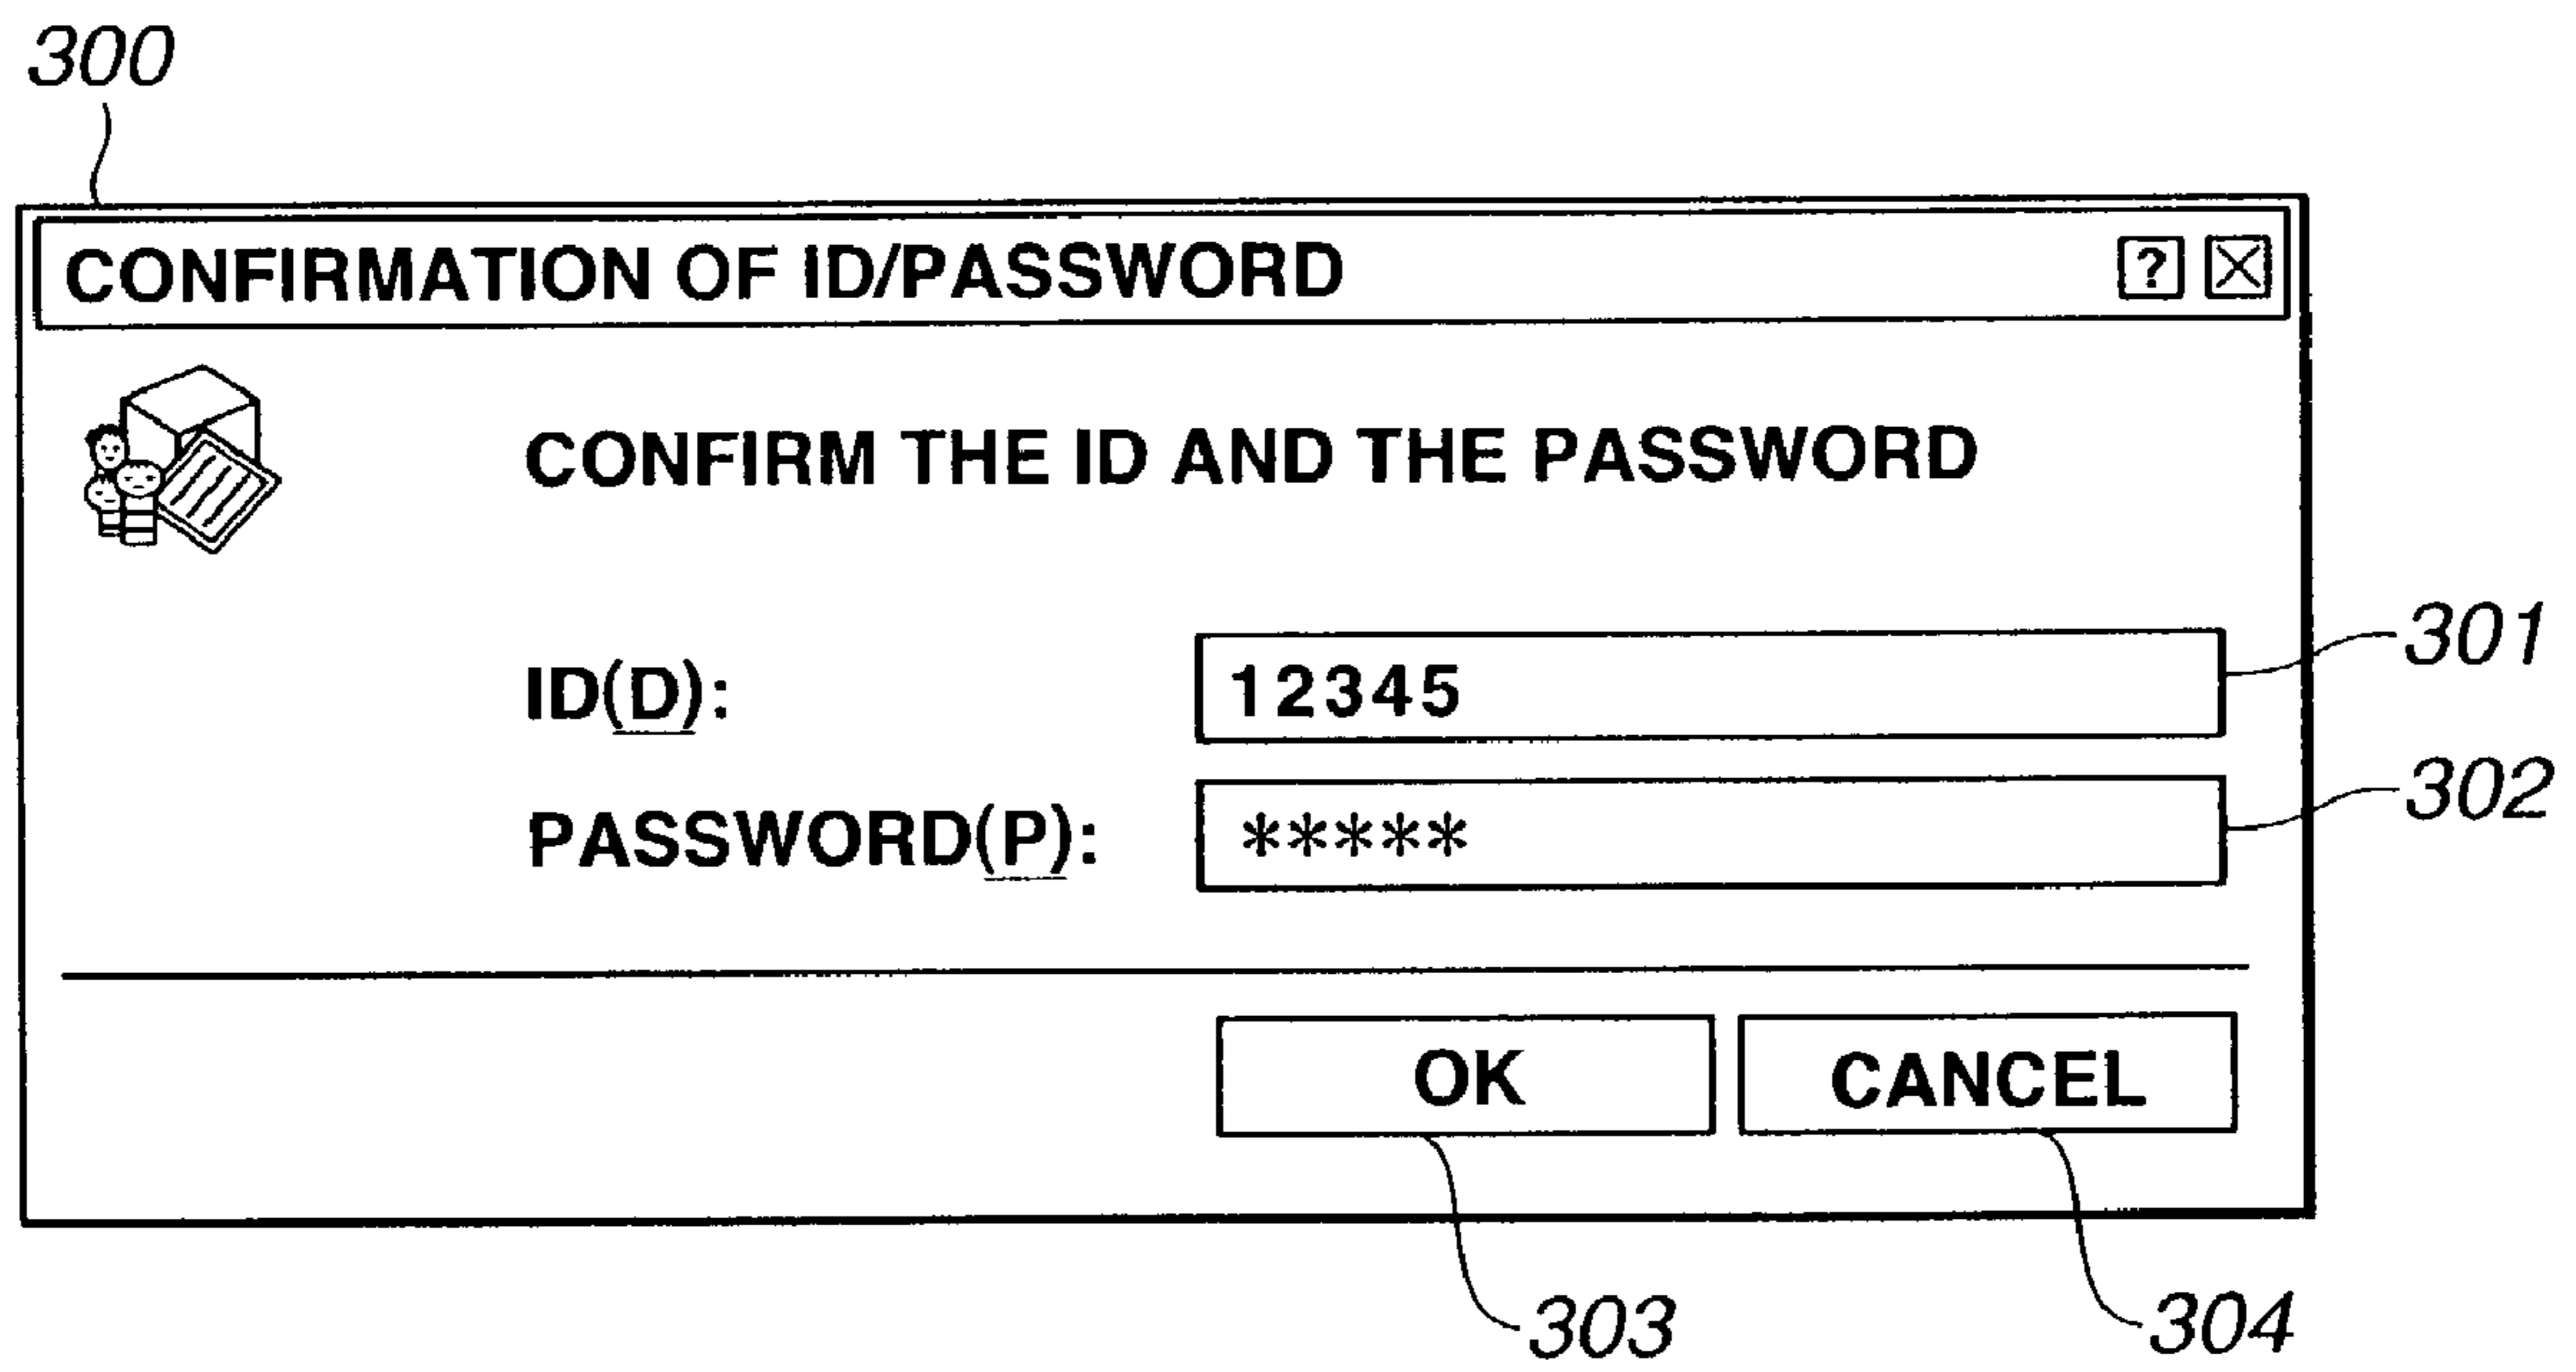 300
CONFIRMATION OF ID/PASSWORD ?
CONFIRM THE ID AND THE PASSWORD
ID(D): 12345 301
PASSWORD(P): ***** 302
OK CANCEL
303 304